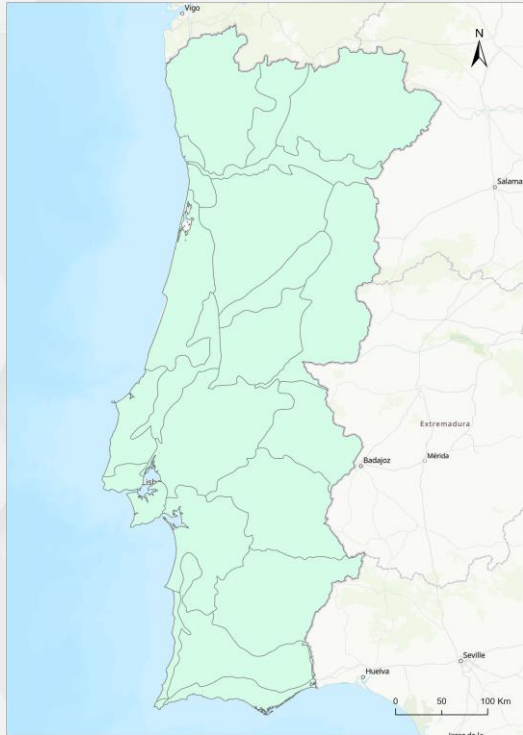 Vigo
N
Salama
Extremadura
Badajoz
Mérida
Seville
Huelva
0 50 100 Km